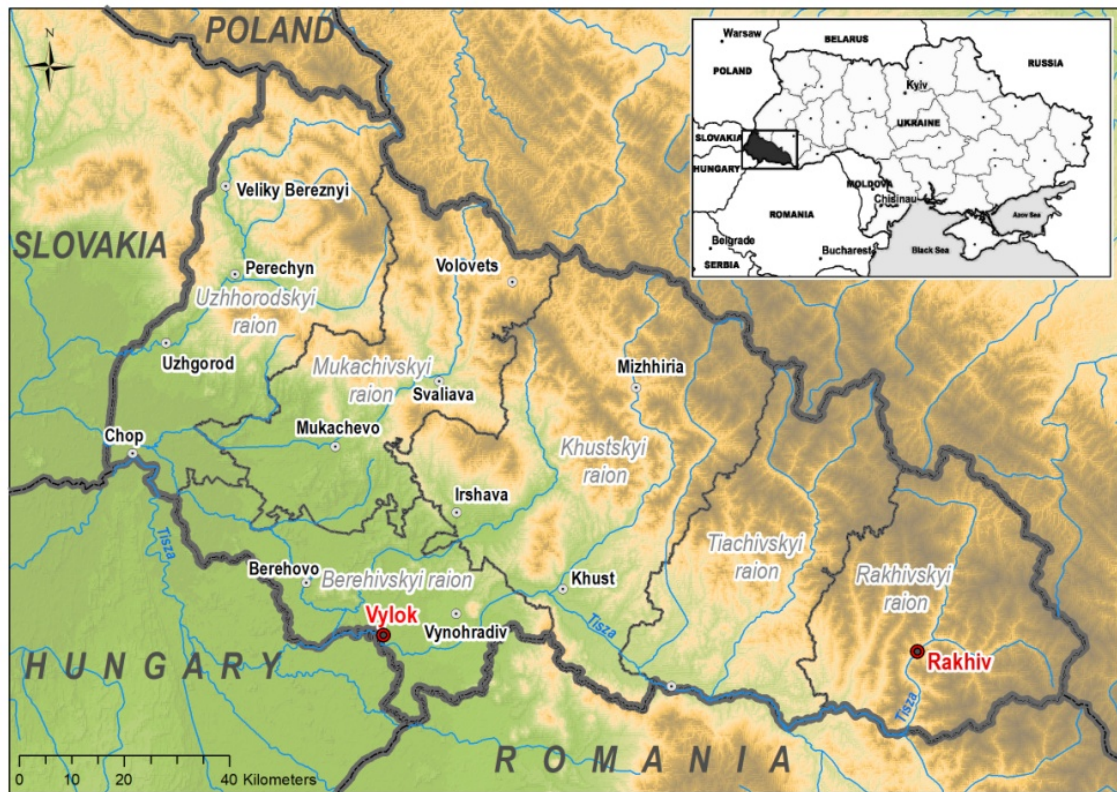 POLAND
N
Veliky Bereznyi
SLOVAKIA
Perechyn
Volovets
Uzhhorodskyi
raion
Uzhgorod
Mukachivskyi
raion
Svaliava
Mizhhiria
Chop
Mukachevo
Khustskyi
raion
Irshava
Tisza
Tiachivskyi
raion
Berehovo
Berehivskyi raion
Khust
Rakhivskyi
raion
Vylok
Vynohradiv
Tisza
HUNGARY
Rakhiv
Tisza
ROMANIA
0 10 20 40 Kilometers
Warsaw
BELARUS
POLAND
RUSSIA
Kyiv
UKRAINE
SLOVAKIA
HUNGARY
MOLDOVA
Chisinau
ROMANIA
Azov Sea
Belgrade
Bucharest
Black Sea
SERBIA